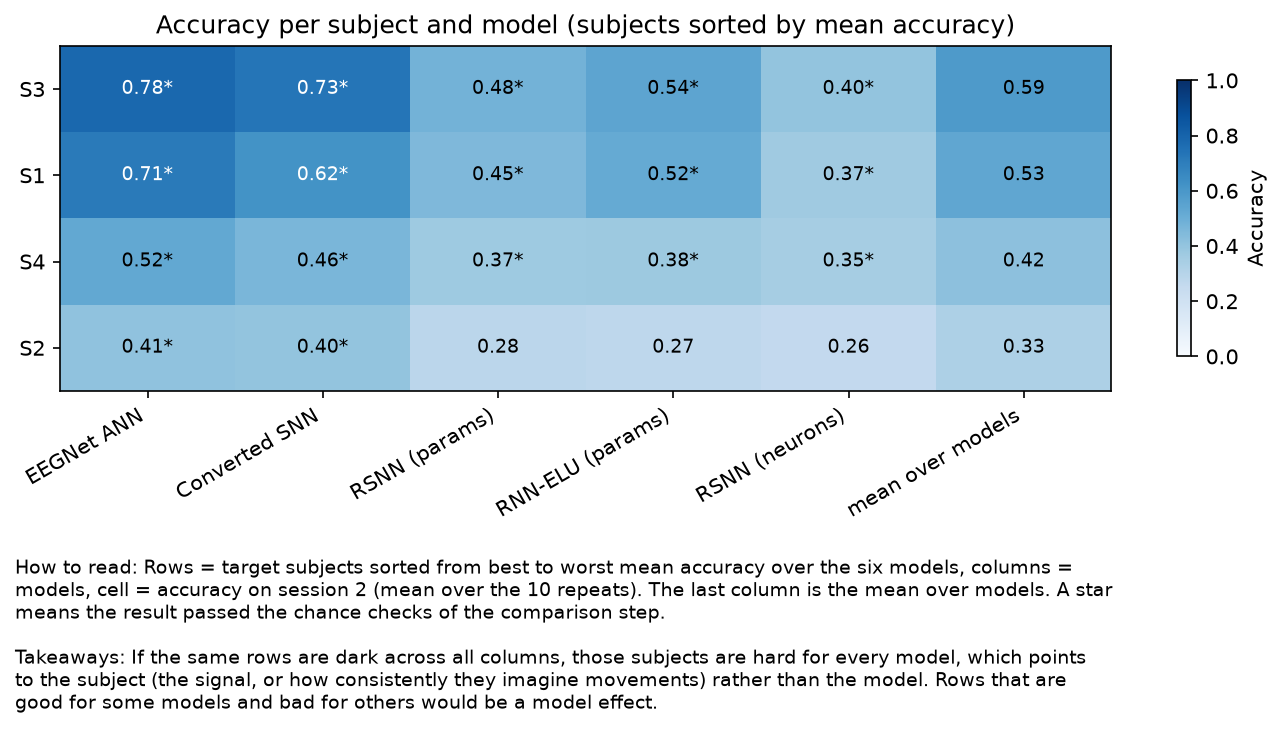 Accuracy per subject and model (subjects sorted by mean accuracy)
S3 0.78* 0.73* 0.48* 0.54* 0.40* 0.59
S1 0.71* 0.62* 0.45* 0.52* 0.37* 0.53
S4 0.52* 0.46* 0.37* 0.38* 0.35* 0.42
S2 0.41* 0.40* 0.28 0.27 0.26 0.33
EEGNet ANN
Converted SNN
RSNN (params)
RNN-ELU (params)
RSNN (neurons)
mean over models
1.0
0.8
0.6
0.4
0.2
0.0
Accuracy
How to read: Rows = target subjects sorted from best to worst mean accuracy over the six models, columns =
models, cell = accuracy on session 2 (mean over the 10 repeats). The last column is the mean over models. A star
means the result passed the chance checks of the comparison step.
Takeaways: If the same rows are dark across all columns, those subjects are hard for every model, which points
to the subject (the signal, or how consistently they imagine movements) rather than the model. Rows that are
good for some models and bad for others would be a model effect.